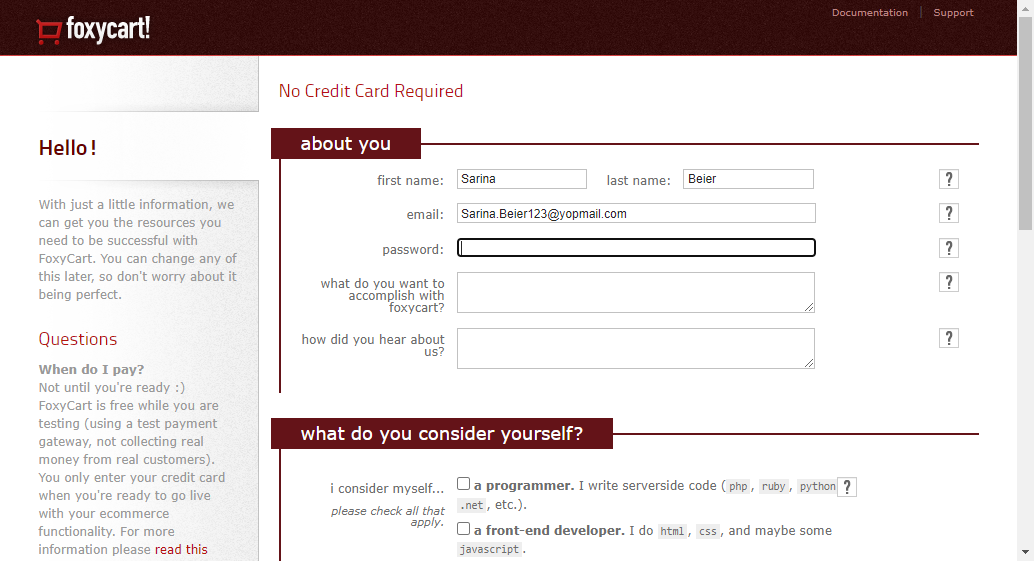 foxycart!
Documentation | Support
No Credit Card Required
Hello!
With just a little information, we
can get you the resources you
need to be successful with
FoxyCart. You can change any of
this later, so don't worry about it
being perfect.
Questions
When do I pay?
Not until you're ready :)
FoxyCart is free while you are
testing (using a test payment
gateway, not collecting real
money from real customers).
You only enter your credit card
when you're ready to go live
with your ecommerce
functionality. For more
information please read this
about you
first name: Sarina last name: Beier ?
email: Sarina.Beier123@yopmail.com ?
password: ?
what do you want to
accomplish with
foxycart?
?
how did you hear about
us?
?
what do you consider yourself?
i consider myself...
please check all that
apply.
a programmer. I write serverside code (php, ruby, python ?
.net, etc.).
a front-end developer. I do html, css, and maybe some
javascript.